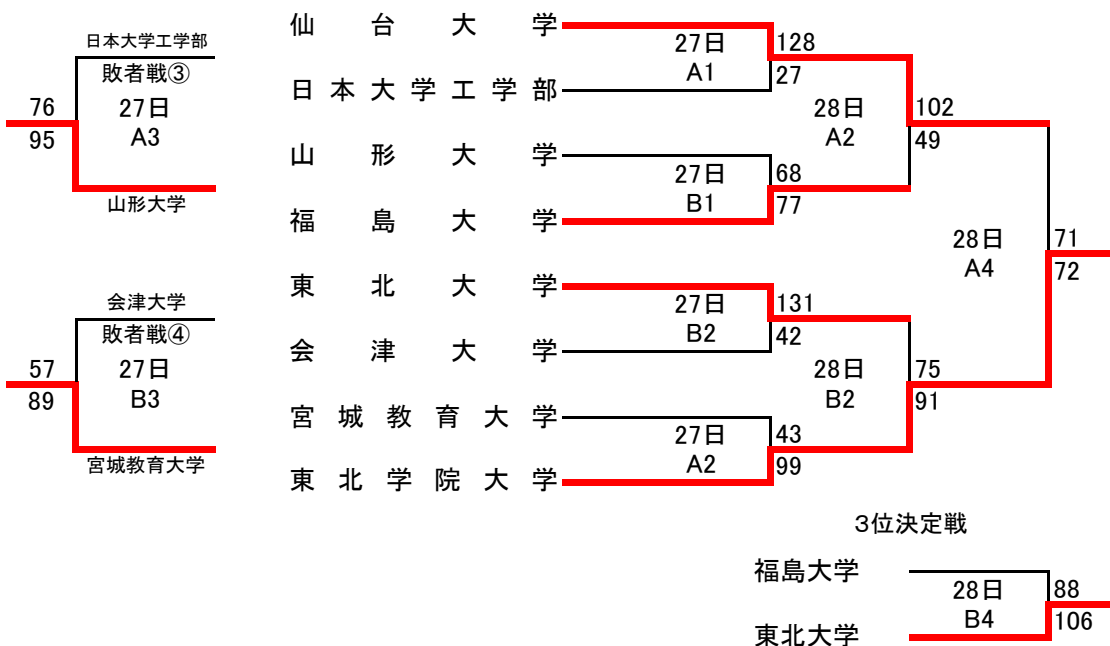 日本大学工学部
敗者戦③
76
27日
95
A3
山形大学
会津大学
敗者戦④
57
27日
89
B3
宮城教育大学
仙台大学
日本大学工学部
山形大学
福島大学
東北大学
会津大学
宮城教育大学
東北学院大学
27日
A1
128
27
27日
B1
68
77
27日
B2
131
42
27日
A2
43
99
28日
A2
102
49
28日
B2
75
91
28日
A4
71
72
3位決定戦
福島大学
東北大学
28日
B4
88
106